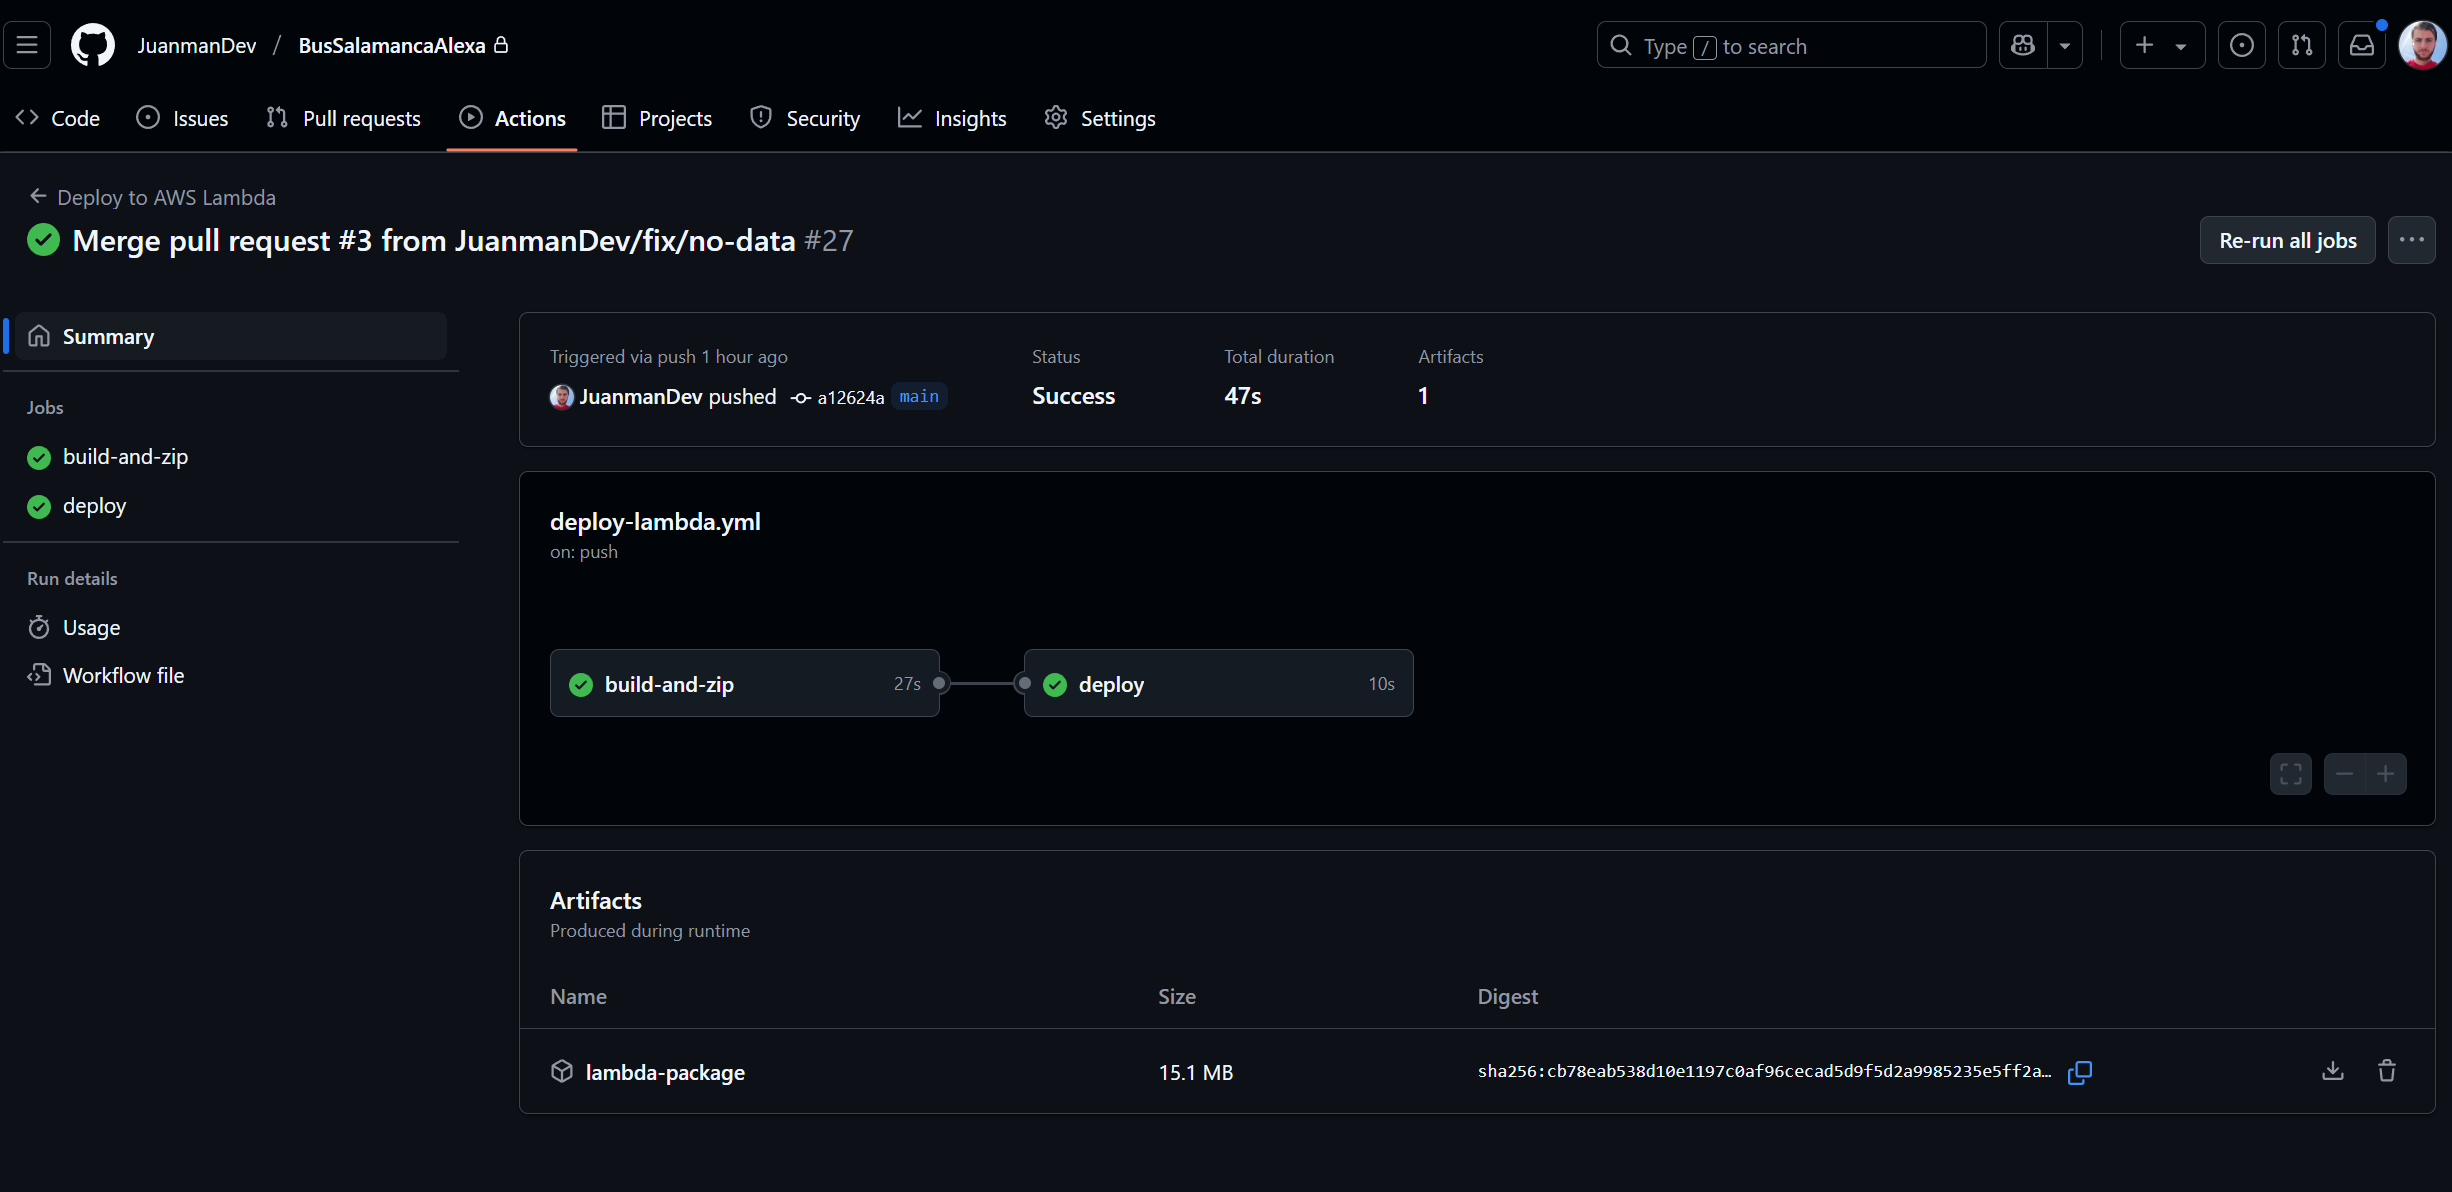 JuanmanDev / BusSalamancaAlexa
Type / to search
Code Issues Pull requests Actions Projects Security Insights Settings
Deploy to AWS Lambda
Merge pull request #3 from JuanmanDev/fix/no-data #27
Re-run all jobs
Summary
Jobs
build-and-zip
deploy
Run details
Usage
Workflow file
Triggered via push 1 hour ago
JuanmanDev pushed a12624a main
Status
Success
Total duration
47s
Artifacts
1
deploy-lambda.yml
on: push
build-and-zip 27s
deploy 10s
Artifacts
Produced during runtime
Name Size Digest
lambda-package 15.1 MB sha256:cb78eab538d10e1197c0af96cecad5d9f5d2a9985235e5ff2a…